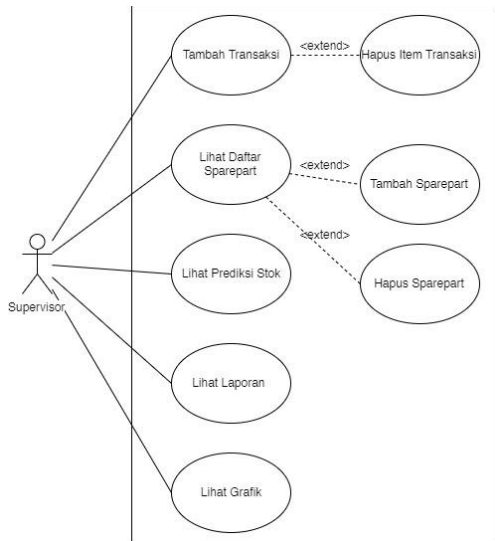 Tambah Transaksi
<extend>
Hapus Item Transaksi
Lihat Daftar
Sparepart
<extend>
Tambah Sparepart
<extend>
Hapus Sparepart
Lihat Prediksi Stok
Supervisor
Lihat Laporan
Lihat Grafik